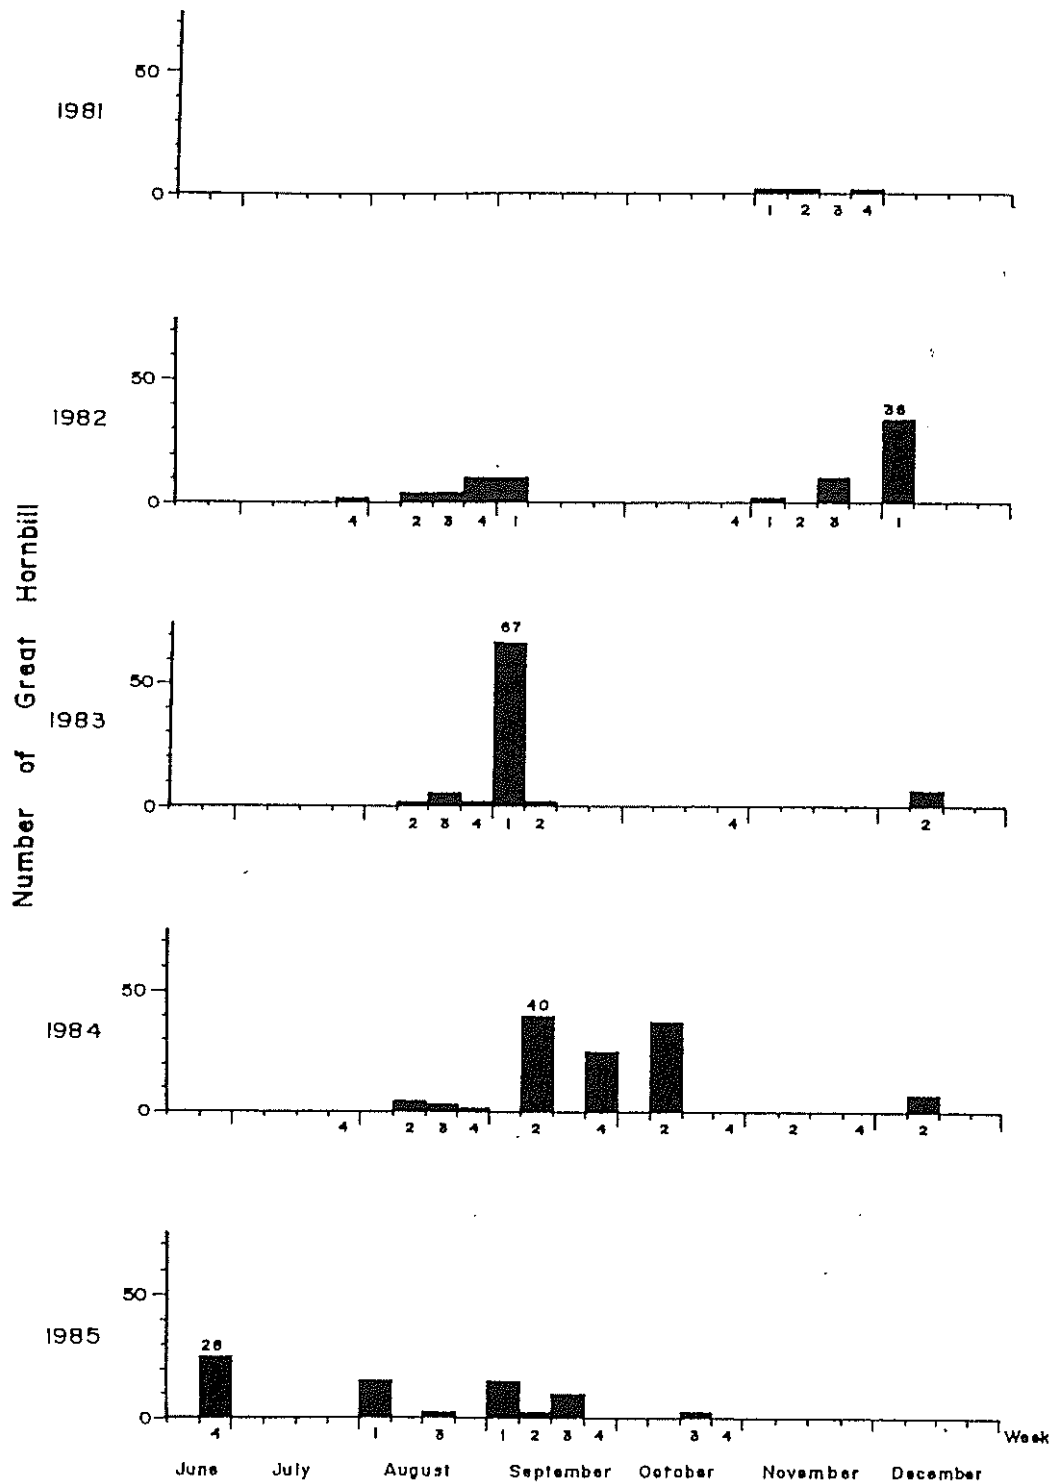 Number of Great Hornbill
1981
50
0
1 2 3 4
1982
50
36
0
4 2 3 4 1 4 1 2 3 1
1983
67
50
0
2 3 4 1 2 4 2
1984
50
40
0
4 2 3 4 2 4 2 4 2 4 2
1985
50
26
0
4 1 3 1 2 3 4 3 4 Week
June July August September October November December